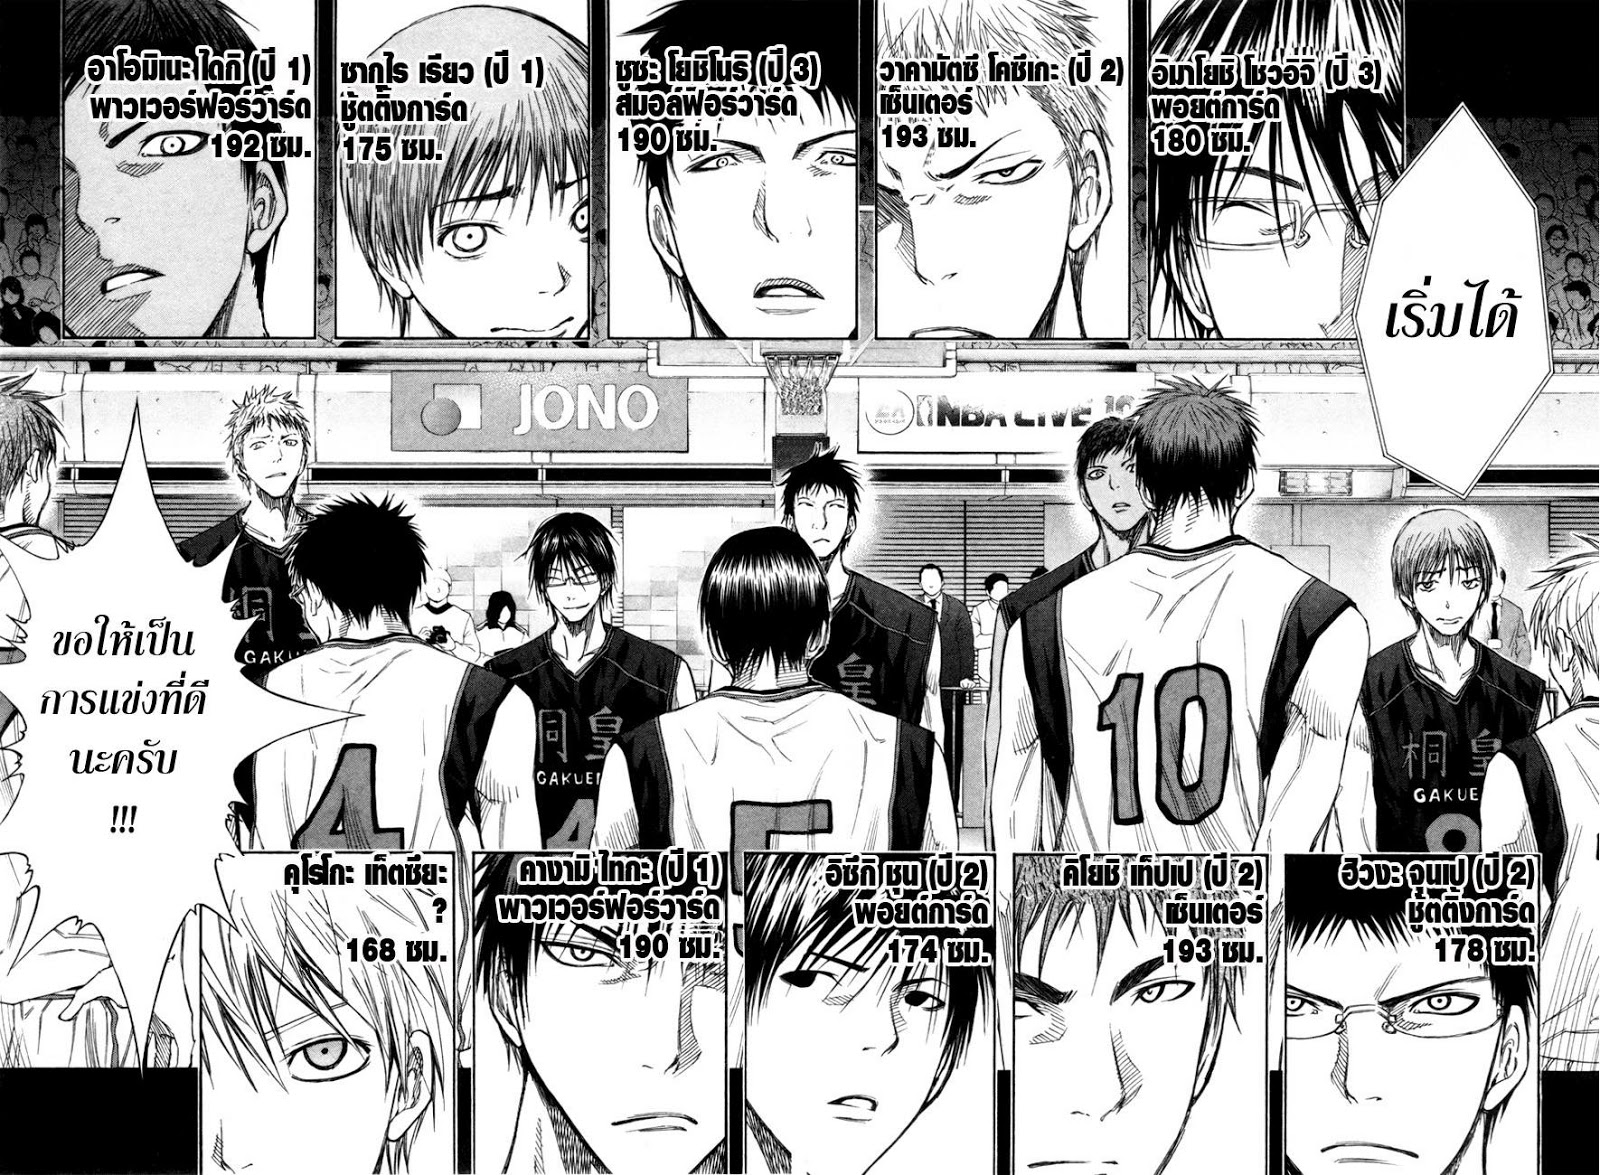 อาโอมิเนะ ไดกิ (ปี 1)
พาวเวอร์ฟอร์วาร์ด
192 ซม.
ซากุไร เรียว (ปี 1)
ชู้ตติ้งการ์ด
175 ซม.
ซูซะ โยชิโนริ (ปี 3)
สมอล์ฟอร์วาร์ด
190 ซม.
วาคามัตซึ โคซึเกะ (ปี 2)
เซ็นเตอร์
193 ซม.
อิมาโยชิ โชวอิจิ (ปี 3)
พอยต์การ์ด
180 ซม.
เริ่มได้
JONO
NBA LIVE 10
ขอให้เป็น
การแข่งที่ดี
นะครับ
!!!
桐
GAKU
桐皇
GAKUEN
4
皇
桐皇
GAKUE
4
5
10
คุโรโกะ เท็ตซึยะ
?
168 ซม.
คางามิ ไทกะ (ปี 1)
พาวเวอร์ฟอร์วาร์ด
190 ซม.
อิซึกิ ชุน (ปี 2)
พอยต์การ์ด
174 ซม.
คิโยชิ เท็ปเป (ปี 2)
เซ็นเตอร์
193 ซม.
ฮิวงะ จุนเป (ปี 2)
ชู้ตติ้งการ์ด
178 ซม.